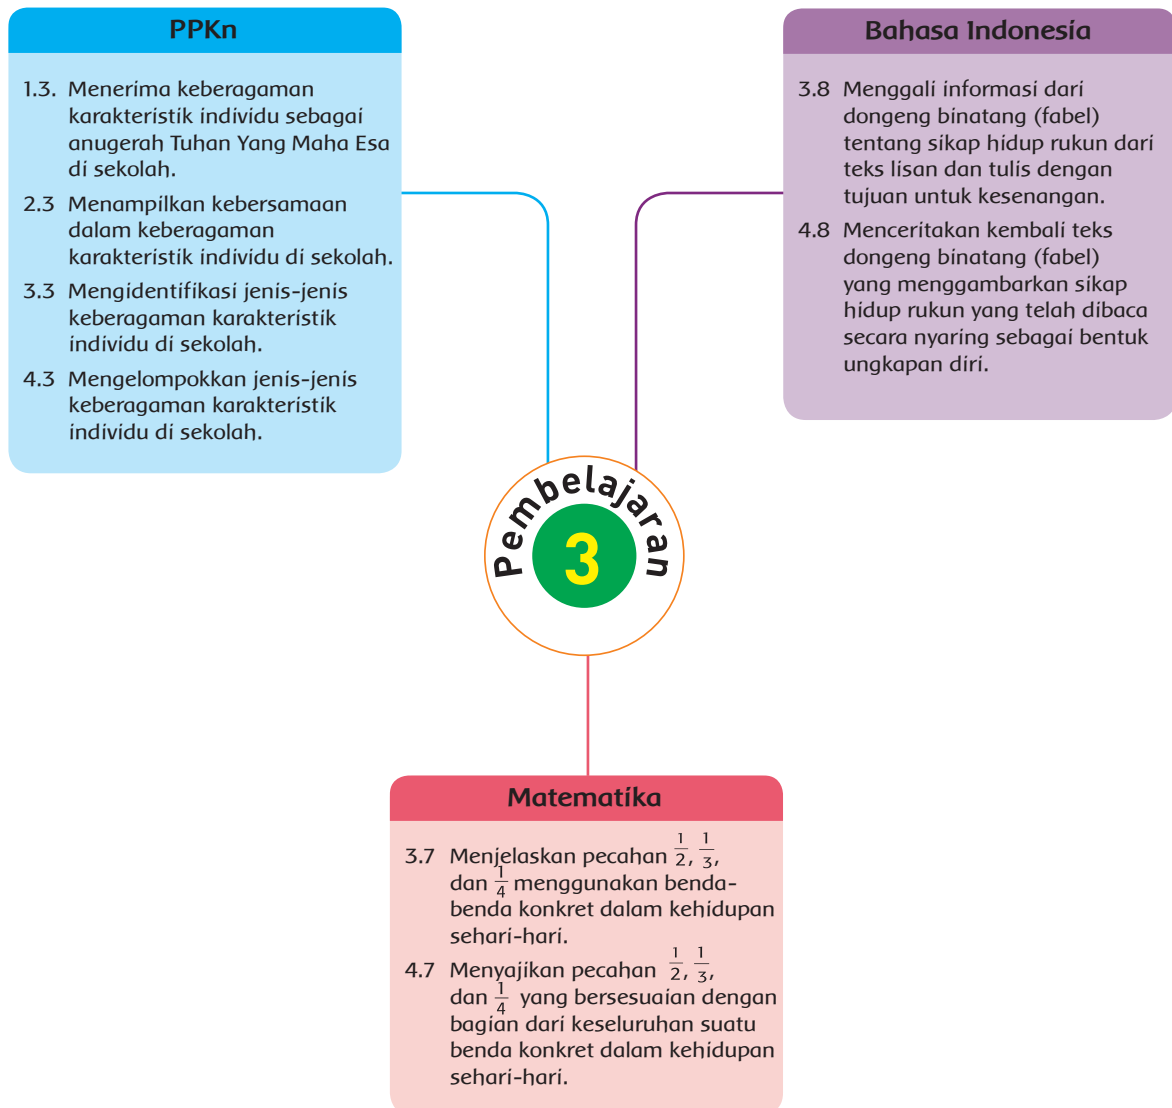 PPKn
1.3. Menerima keberagaman
karakteristik individu sebagai
anugerah Tuhan Yang Maha Esa
di sekolah.
2.3 Menampilkan kebersamaan
dalam keberagaman
karakteristik individu di sekolah.
3.3 Mengidentifikasi jenis-jenis
keberagaman karakteristik
individu di sekolah.
4.3 Mengelompokkan jenis-jenis
keberagaman karakteristik
individu di sekolah.
Bahasa Indonesia
3.8 Menggali informasi dari
dongeng binatang (fabel)
tentang sikap hidup rukun dari
teks lisan dan tulis dengan
tujuan untuk kesenangan.
4.8 Menceritakan kembali teks
dongeng binatang (fabel)
yang menggambarkan sikap
hidup rukun yang telah dibaca
secara nyaring sebagai bentuk
ungkapan diri.
Pembelajaran
3
Matematika
3.7 Menjelaskan pecahan 1/2, 1/3,
dan 1/4 menggunakan benda-
benda konkret dalam kehidupan
sehari-hari.
4.7 Menyajikan pecahan 1/2, 1/3,
dan 1/4 yang bersesuaian dengan
bagian dari keseluruhan suatu
benda konkret dalam kehidupan
sehari-hari.